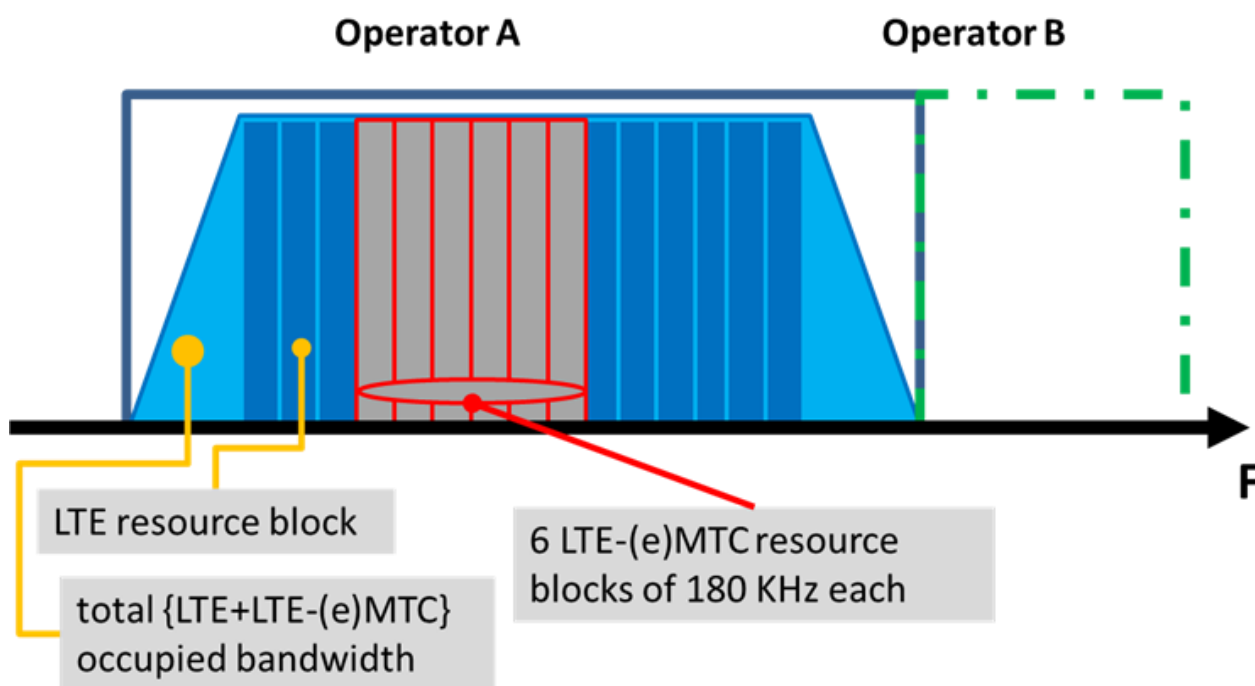 Operator A
Operator B
F
LTE resource block
6 LTE-(e)MTC resource
blocks of 180 KHz each
total {LTE+LTE-(e)MTC}
occupied bandwidth